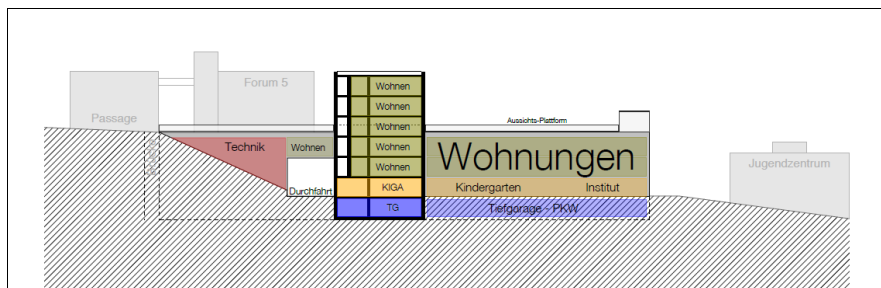 Forum 5
Passage
Wohnen
Wohnen
Aussichts-Plattform
Wohnen
Technik
Wohnen
Wohnen
Wohnungen
Wohnen
Jugendzentrum
Durchfahrt
KIGA
Kindergarten
Institut
TG
Tiefgarage - PKW